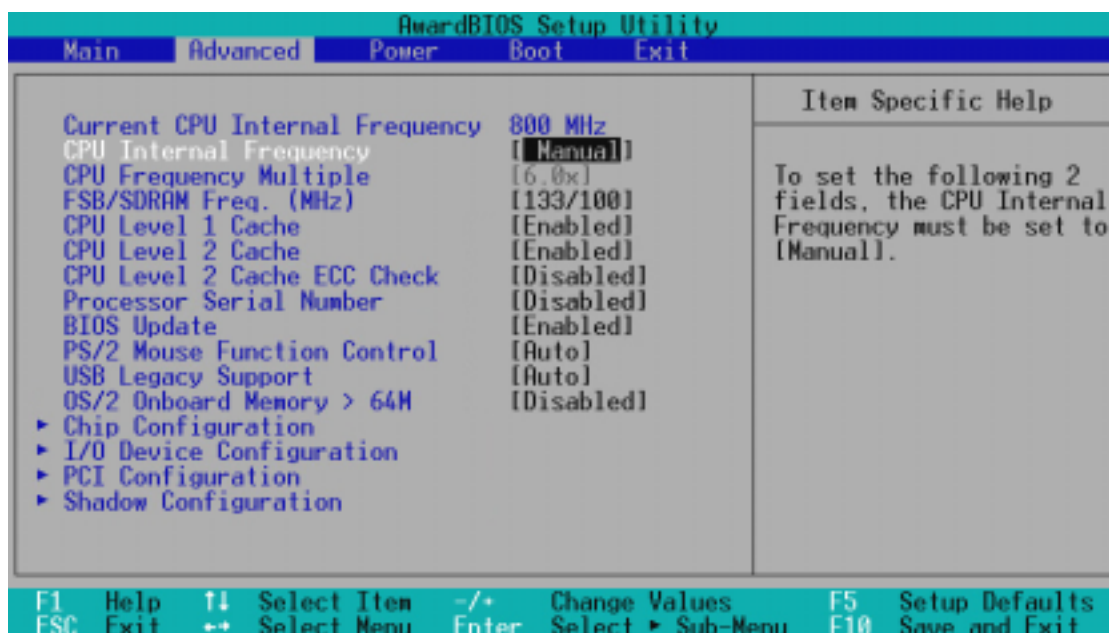 AwardBIOS Setup Utility
Main Advanced Power Boot Exit
Item Specific Help
Current CPU Internal Frequency 800 MHz
CPU Internal Frequency [ Manual]
CPU Frequency Multiple [6.0x]
FSB/SDRAM Freq. (MHz) [133/100]
CPU Level 1 Cache [Enabled]
CPU Level 2 Cache [Enabled]
CPU Level 2 Cache ECC Check [Disabled]
Processor Serial Number [Disabled]
BIOS Update [Enabled]
PS/2 Mouse Function Control [Auto]
USB Legacy Support [Auto]
OS/2 Onboard Memory > 64M [Disabled]
▸ Chip Configuration
▸ I/O Device Configuration
▸ PCI Configuration
▸ Shadow Configuration
To set the following 2
fields, the CPU Internal
Frequency must be set to
[Manual].
F1 Help ↑↓ Select Item -/+ Change Values F5 Setup Defaults
ESC Exit ←→ Select Menu Enter Select ▸ Sub-Menu F10 Save and Exit